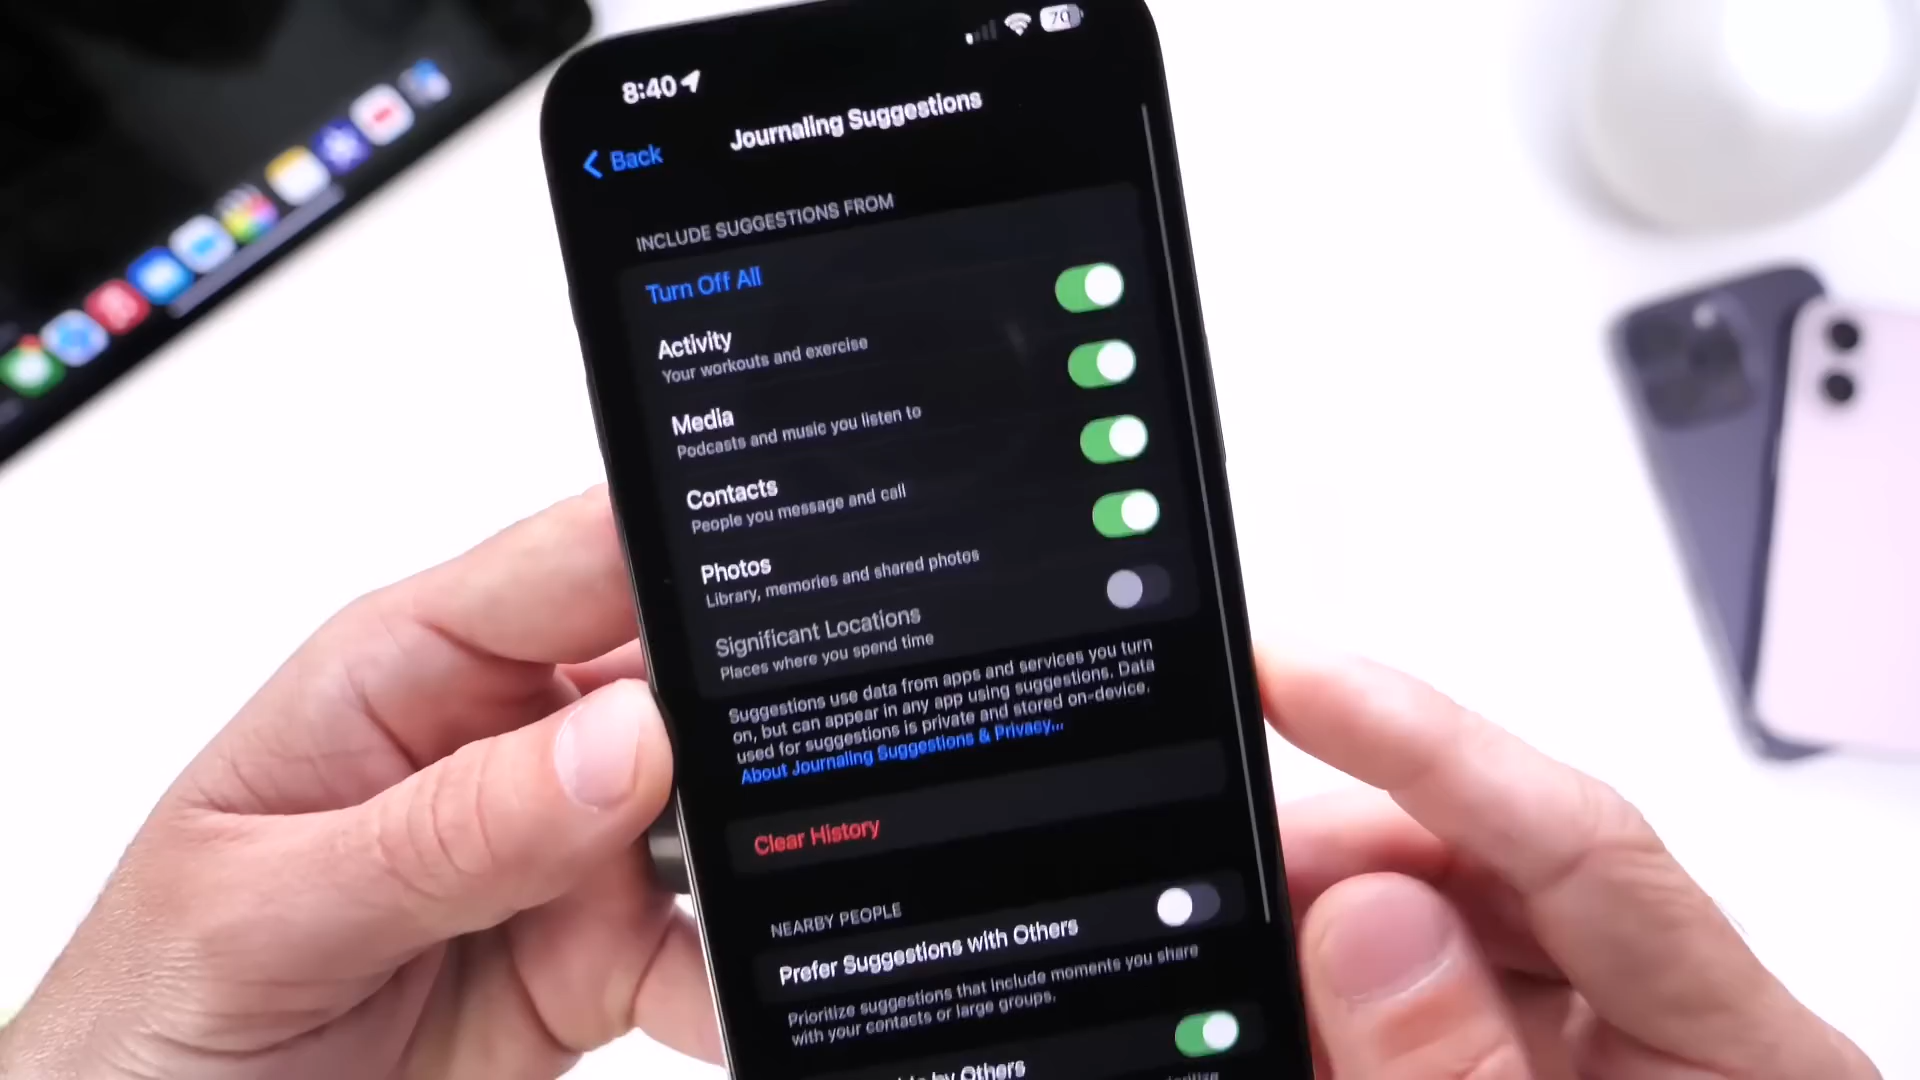 8:40
70
Back
Journaling Suggestions
INCLUDE SUGGESTIONS FROM
Turn Off All
Activity
Your workouts and exercise
Media
Podcasts and music you listen to
Contacts
People you message and call
Photos
Library, memories and shared photos
Significant Locations
Places where you spend time
Suggestions use data from apps and services you turn
on, but can appear in any app using suggestions. Data
used for suggestions is private and stored on-device.
About Journaling Suggestions & Privacy...
Clear History
NEARBY PEOPLE
Prefer Suggestions with Others
Prioritize suggestions that include moments you share
with your contacts or large groups.
by Others